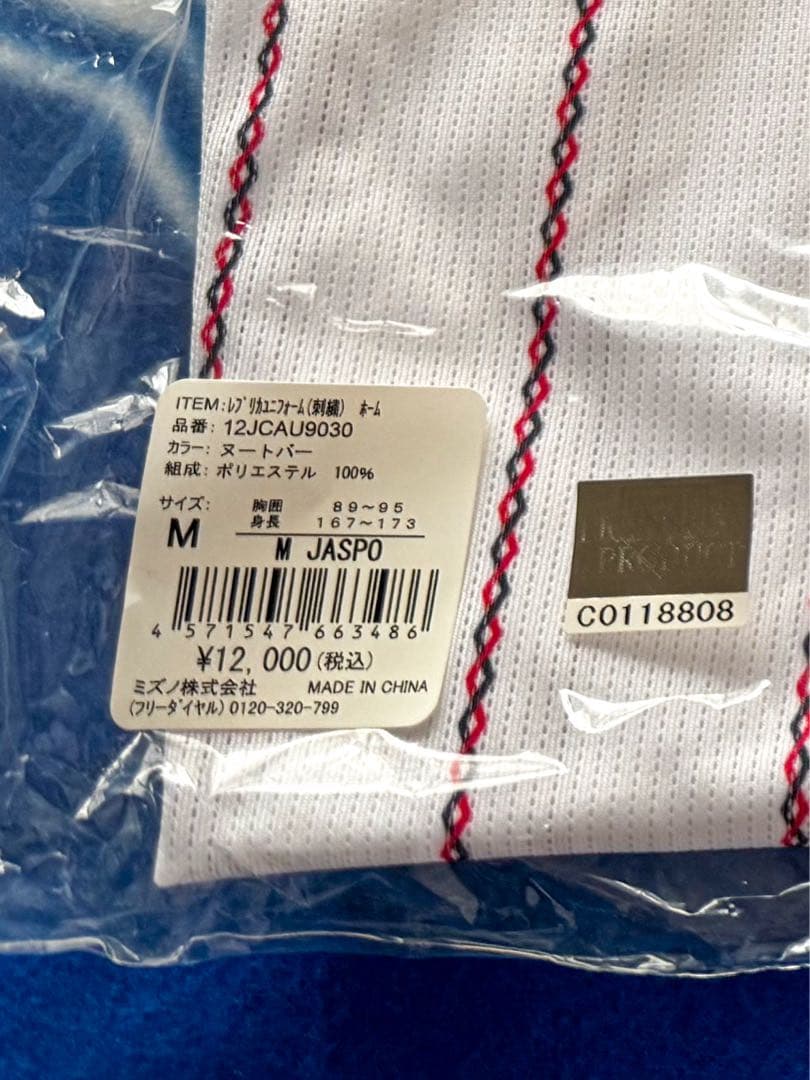 ITEM:ﾚﾌﾟﾘｶﾕﾆﾌｫｰﾑ(刺繍) ﾎｰﾑ
品番: 12JCAU9030
カラー: ヌートバー
組成: ポリエステル 100%
サイズ: 胸囲 89~95
身長 167~173
M
M JASPO
4 571547 663486
¥12,000(税込)
ミズノ株式会社 MADE IN CHINA
(フリーダイヤル) 0120-320-799
C0118808